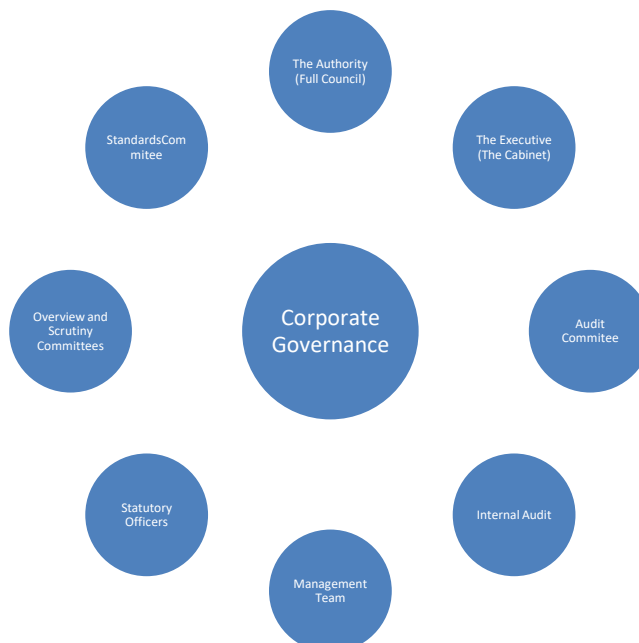 The Authority
(Full Council)
StandardsCom
mitee
The Executive
(The Cabinet)
Overview and
Scrutiny
Committees
Corporate
Governance
Audit
Commitee
Statutory
Officers
Internal Audit
Management
Team